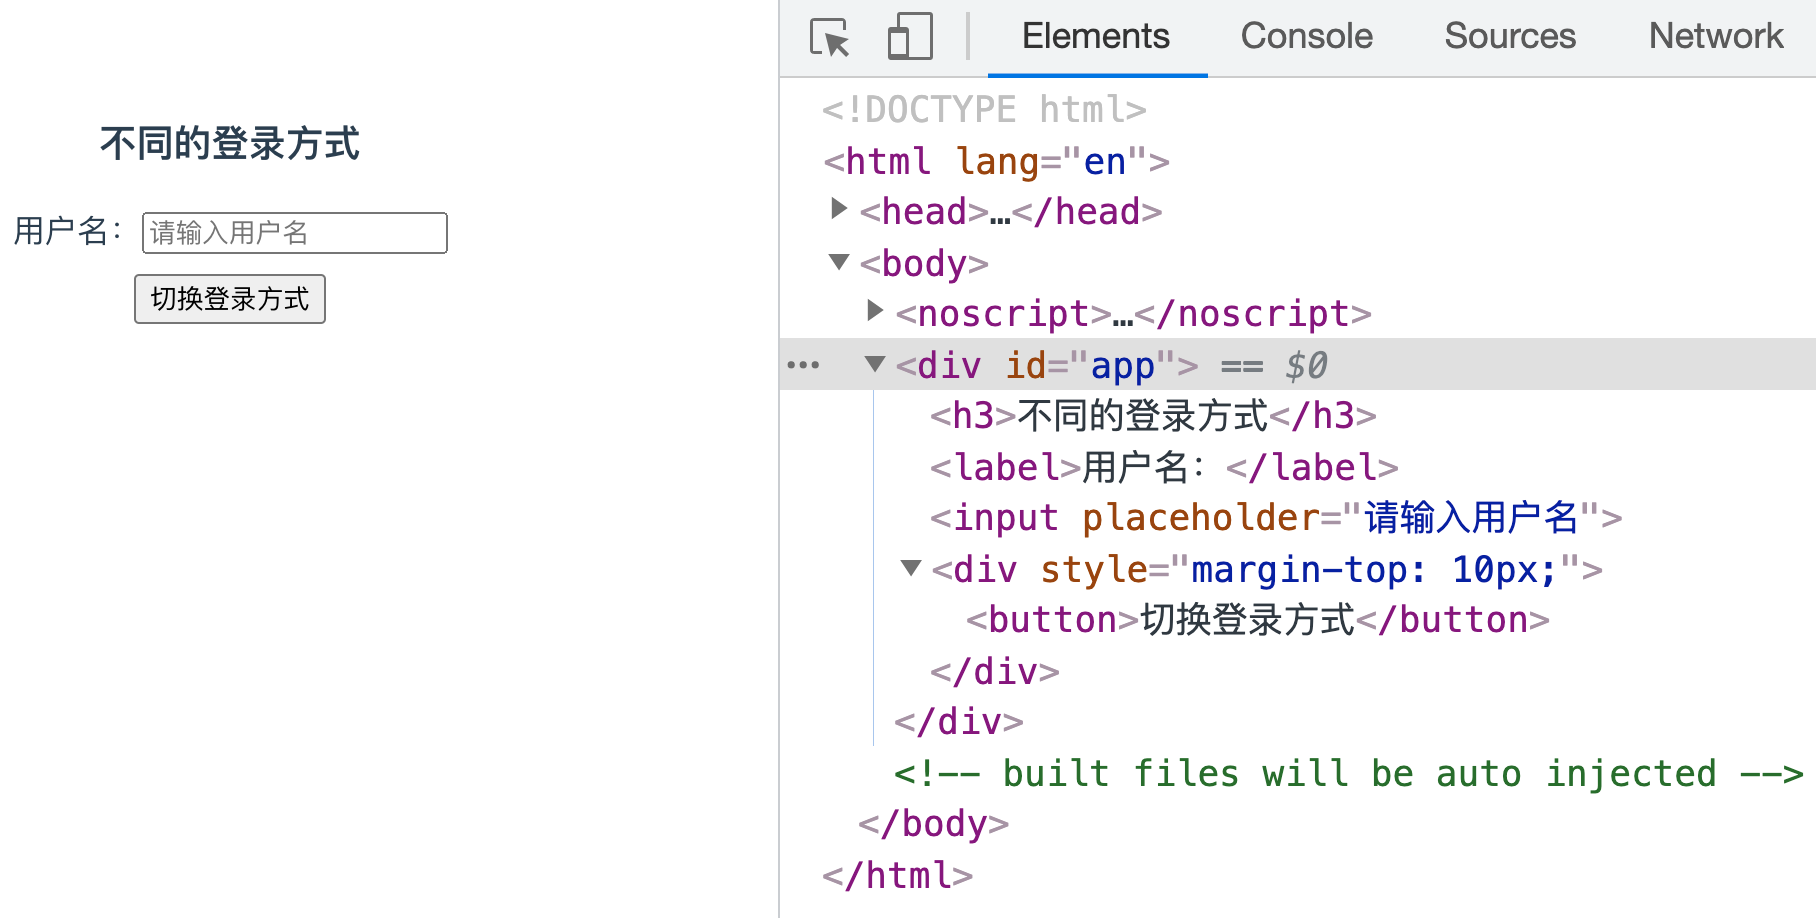 不同的登录方式
用户名：
请输入用户名
切换登录方式
Elements Console Sources Network
<!DOCTYPE html>
<html lang="en">
<head>…</head>
<body>
<noscript>…</noscript>
<div id="app"> == $0
<h3>不同的登录方式</h3>
<label>用户名：</label>
<input placeholder="请输入用户名">
<div style="margin-top: 10px;">
<button>切换登录方式</button>
</div>
</div>
<!-- built files will be auto injected -->
</body>
</html>